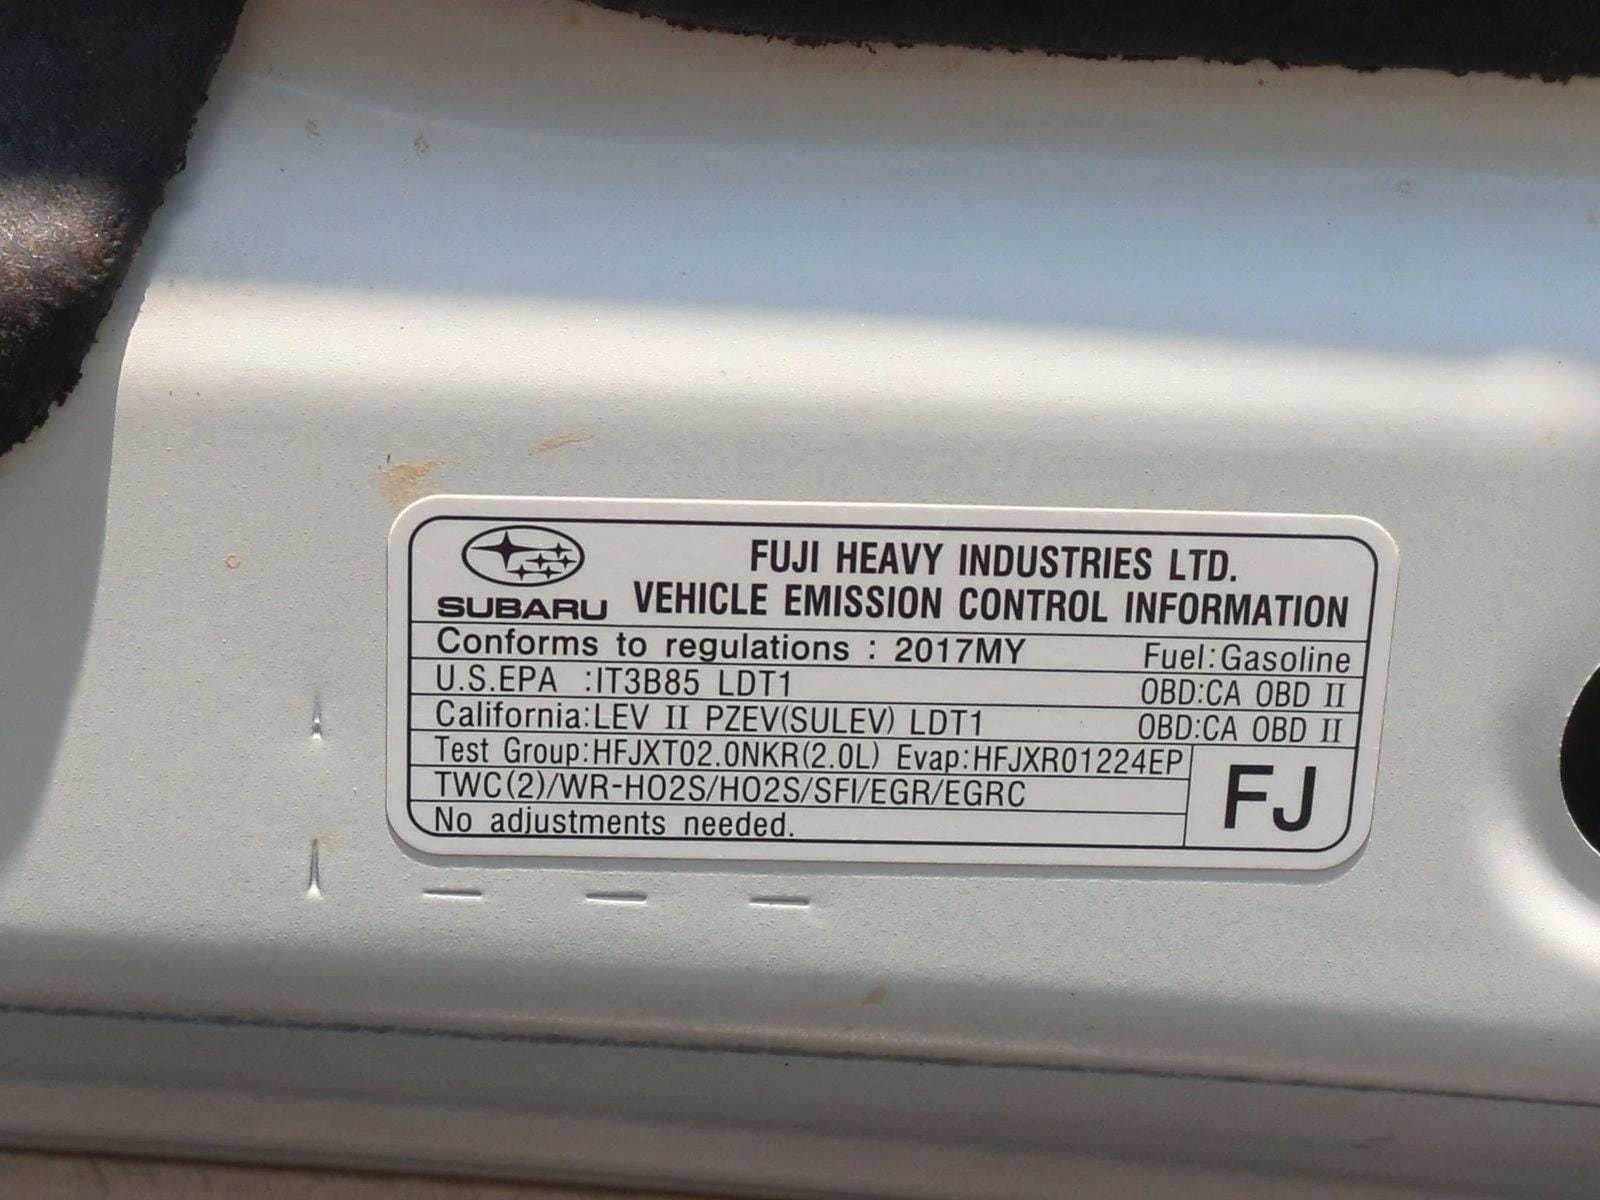 SUBARU
FUJI HEAVY INDUSTRIES LTD.
VEHICLE EMISSION CONTROL INFORMATION
Conforms to regulations : 2017MY Fuel:Gasoline
U.S.EPA :IT3B85 LDT1 OBD:CA OBD II
California:LEV II PZEV(SULEV) LDT1 OBD:CA OBD II
Test Group:HFJXT02.0NKR(2.0L) Evap:HFJXR01224EP
TWC(2)/WR-HO2S/HO2S/SFI/EGR/EGRC
No adjustments needed.
FJ